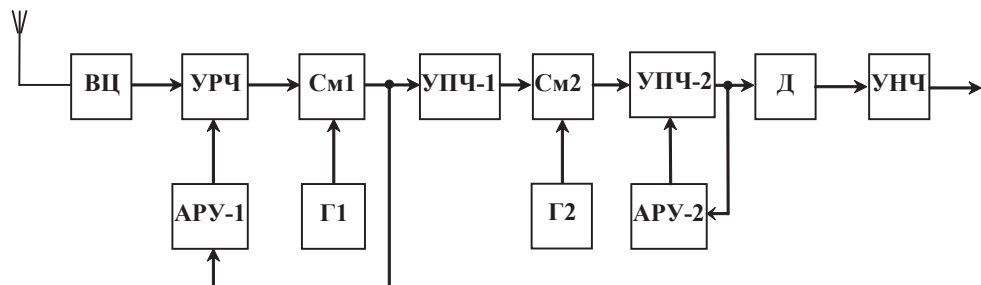 ВЦ УРЧ См1 УПЧ-1 См2 УПЧ-2 Д УНЧ
АРУ-1 Г1 Г2 АРУ-2